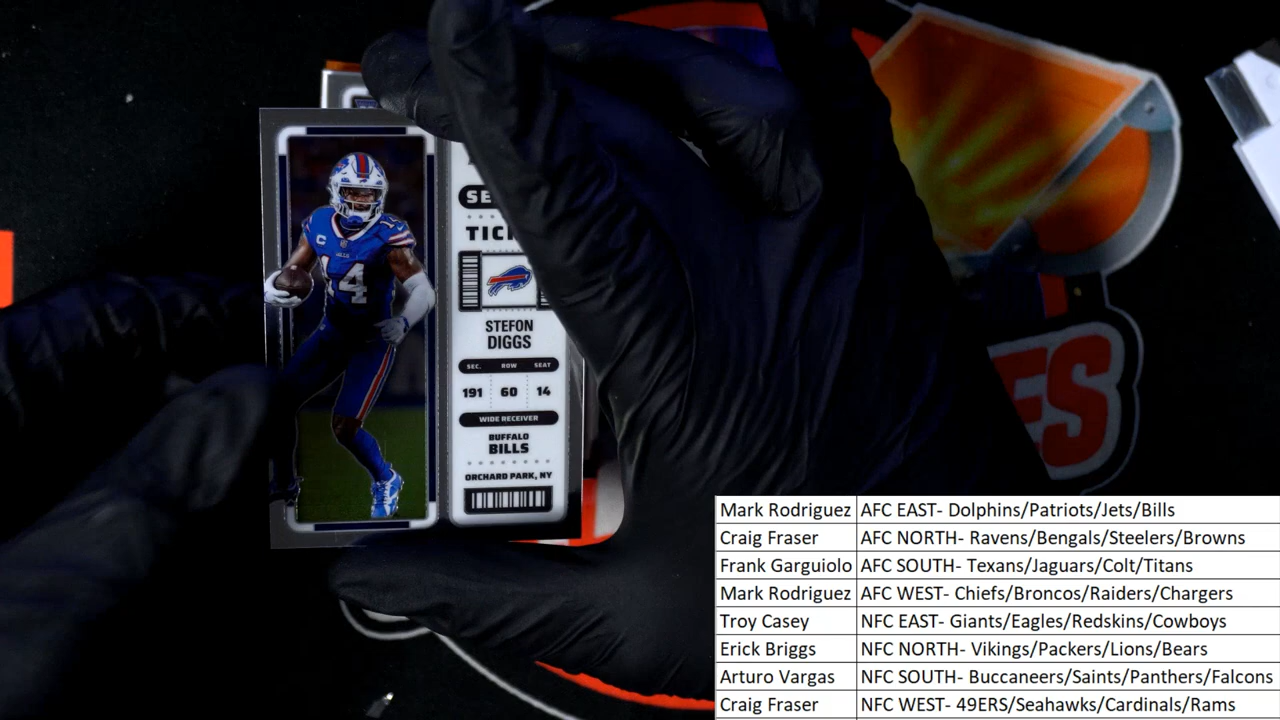 SE
TIC
STEFON
DIGGS
SEC. ROW SEAT
191 60 14
WIDE RECEIVER
BUFFALO
BILLS
ORCHARD PARK, NY
14
C
BILLS
ES
Mark Rodriguez AFC EAST- Dolphins/Patriots/Jets/Bills
Craig Fraser AFC NORTH- Ravens/Bengals/Steelers/Browns
Frank Garguiolo AFC SOUTH- Texans/Jaguars/Colt/Titans
Mark Rodriguez AFC WEST- Chiefs/Broncos/Raiders/Chargers
Troy Casey NFC EAST- Giants/Eagles/Redskins/Cowboys
Erick Briggs NFC NORTH- Vikings/Packers/Lions/Bears
Arturo Vargas NFC SOUTH- Buccaneers/Saints/Panthers/Falcons
Craig Fraser NFC WEST- 49ERS/Seahawks/Cardinals/Rams